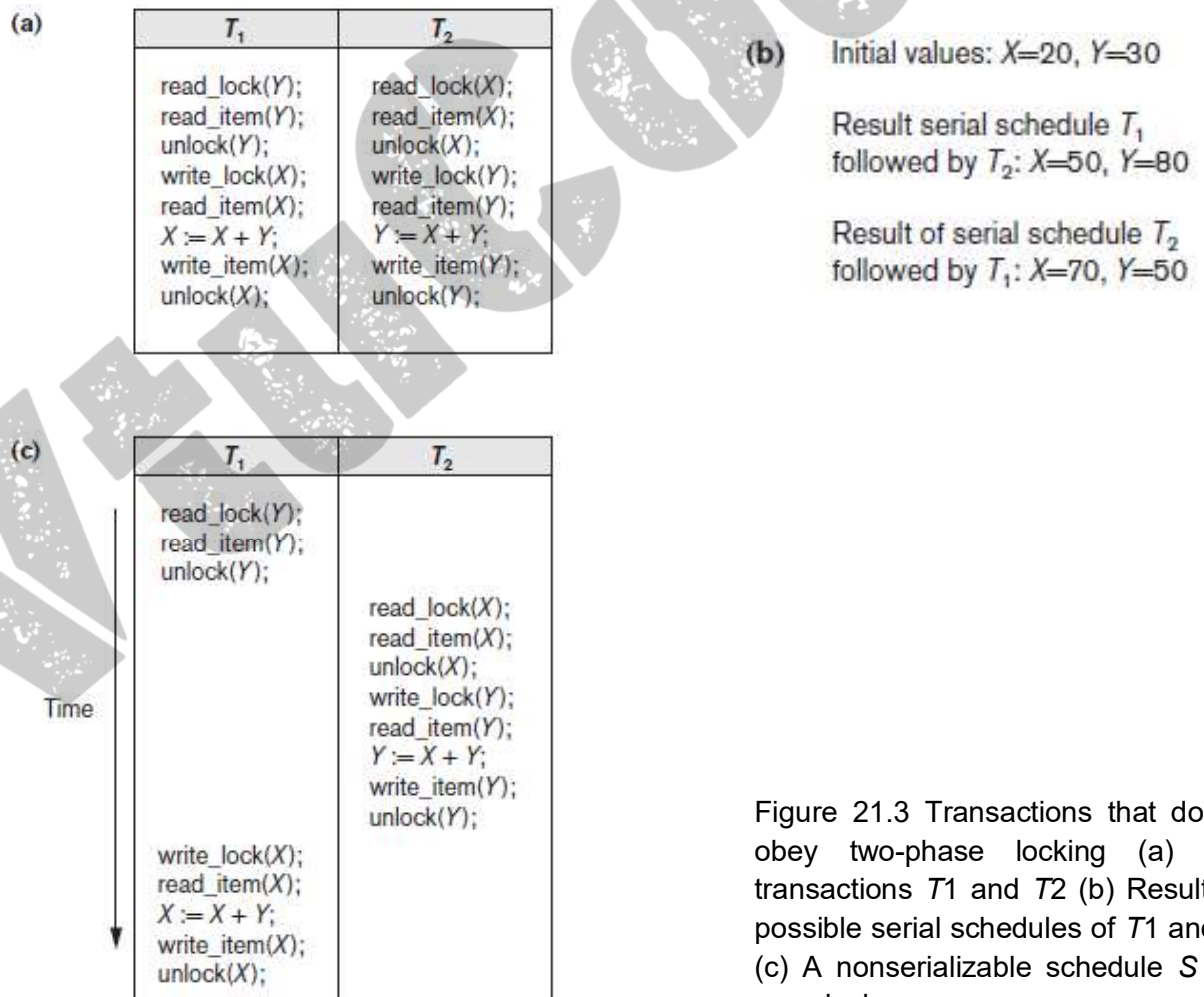 (a)
T₁ T₂
read_lock(Y); read_lock(X);
read_item(Y); read_item(X);
unlock(Y); unlock(X);
write_lock(X); write_lock(Y);
read_item(X); read_item(Y);
X := X + Y; Y := X + Y;
write_item(X); write_item(Y);
unlock(X); unlock(Y);
(b) Initial values: X=20, Y=30
Result serial schedule T₁
followed by T₂: X=50, Y=80
Result of serial schedule T₂
followed by T₁: X=70, Y=50
(c)
T₁ T₂
read_lock(Y);
read_item(Y);
unlock(Y);
read_lock(X);
read_item(X);
unlock(X);
write_lock(Y);
read_item(Y);
Y := X + Y;
write_item(Y);
unlock(Y);
Time
write_lock(X);
read_item(X);
X := X + Y;
write_item(X);
unlock(X);
Figure 21.3 Transactions that do
obey two-phase locking (a)
transactions T1 and T2 (b) Result
possible serial schedules of T1 and
(c) A nonserializable schedule S